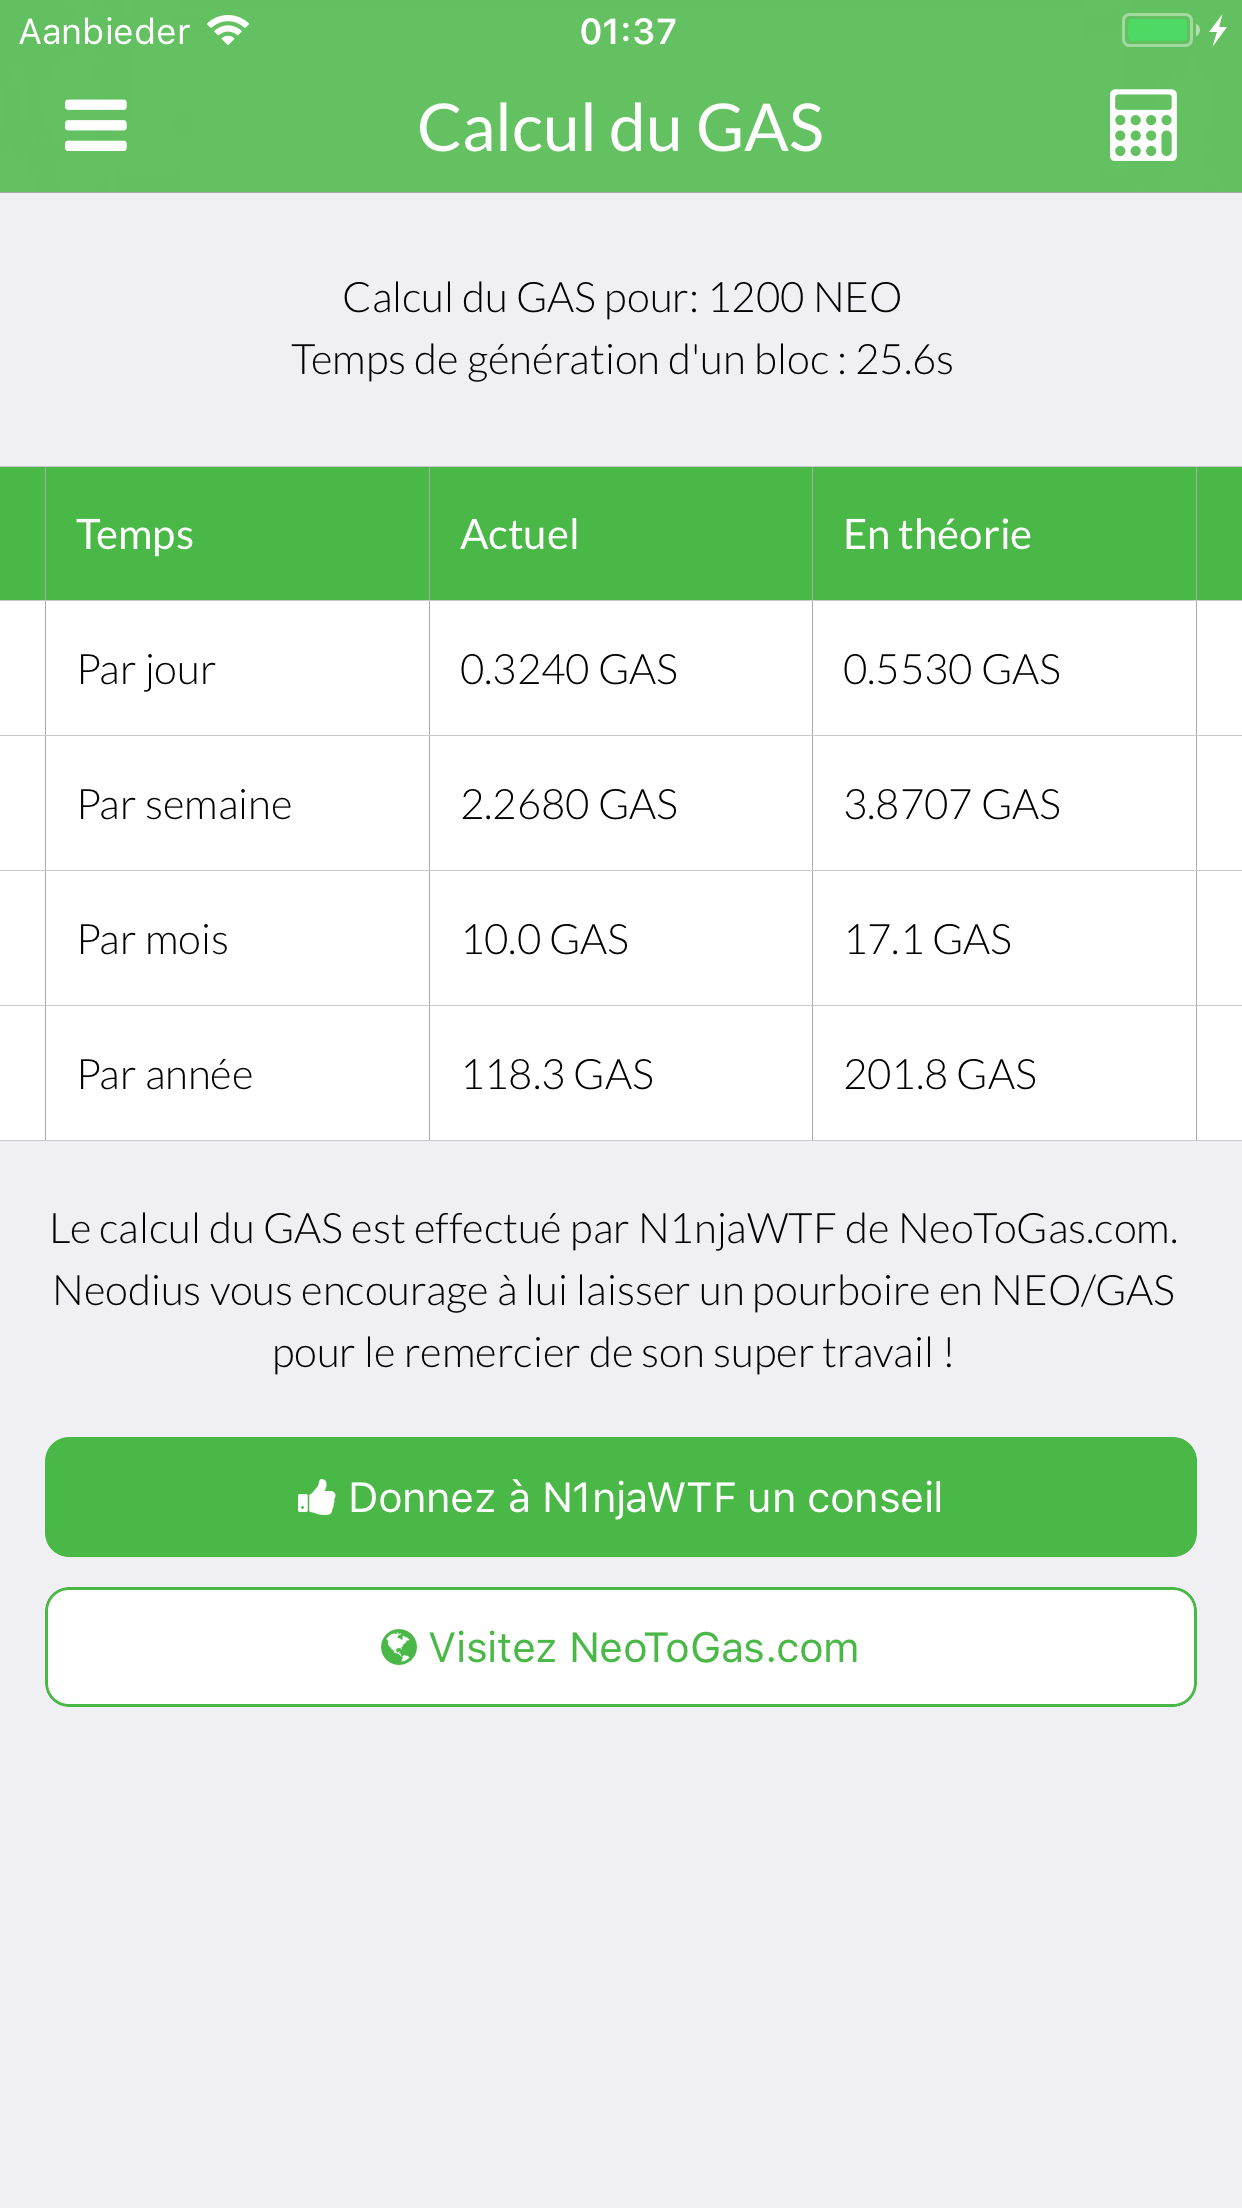 Aanbieder 01:37
Calcul du GAS
Calcul du GAS pour: 1200 NEO
Temps de génération d'un bloc : 25.6s
Temps Actuel En théorie
Par jour 0.3240 GAS 0.5530 GAS
Par semaine 2.2680 GAS 3.8707 GAS
Par mois 10.0 GAS 17.1 GAS
Par année 118.3 GAS 201.8 GAS
Le calcul du GAS est effectué par N1njaWTF de NeoToGas.com.
Neodius vous encourage à lui laisser un pourboire en NEO/GAS
pour le remercier de son super travail !
Donnez à N1njaWTF un conseil
Visitez NeoToGas.com